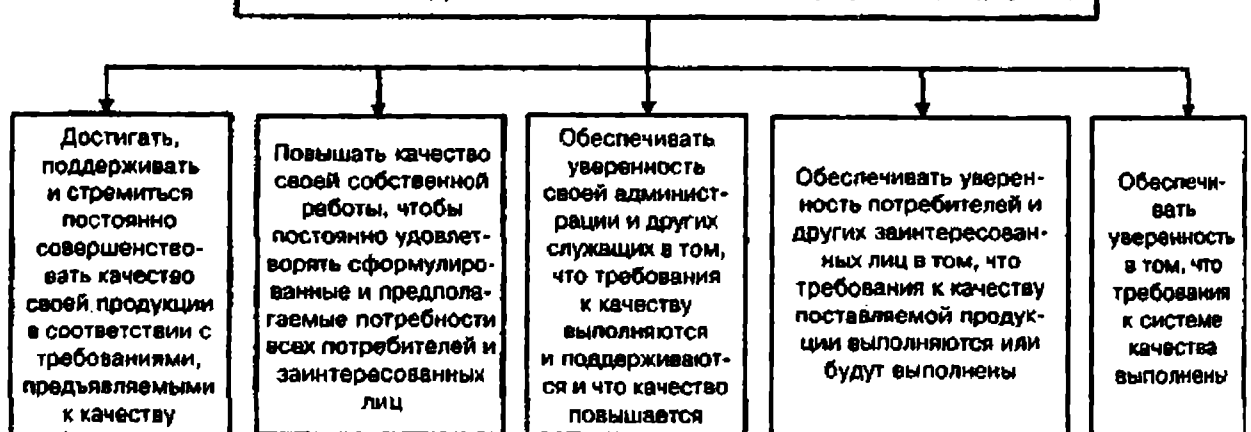 Достигать,
поддерживать
и стремиться
постоянно
совершенство-
вать качество
своей продукции
в соответствии с
требованиями,
предъявляемыми
к качеству
Повышать качество
своей собственной
работы, чтобы
постоянно удовлет-
ворять сформулиро-
ванные и предпола-
гаемые потребности
всех потребителей и
заинтересованных
лиц
Обеспечивать
уверенность
своей админист-
рации и других
служащих в том,
что требования
к качеству
выполняются
и поддерживают-
ся и что качество
повышается
Обеспечивать уверен-
ность потребителей и
других заинтересован-
ных лиц в том, что
требования к качеству
поставляемой продук-
ции выполняются или
будут выполнены
Обеспечи-
вать
уверенность
в том, что
требования
к системе
качества
выполнены